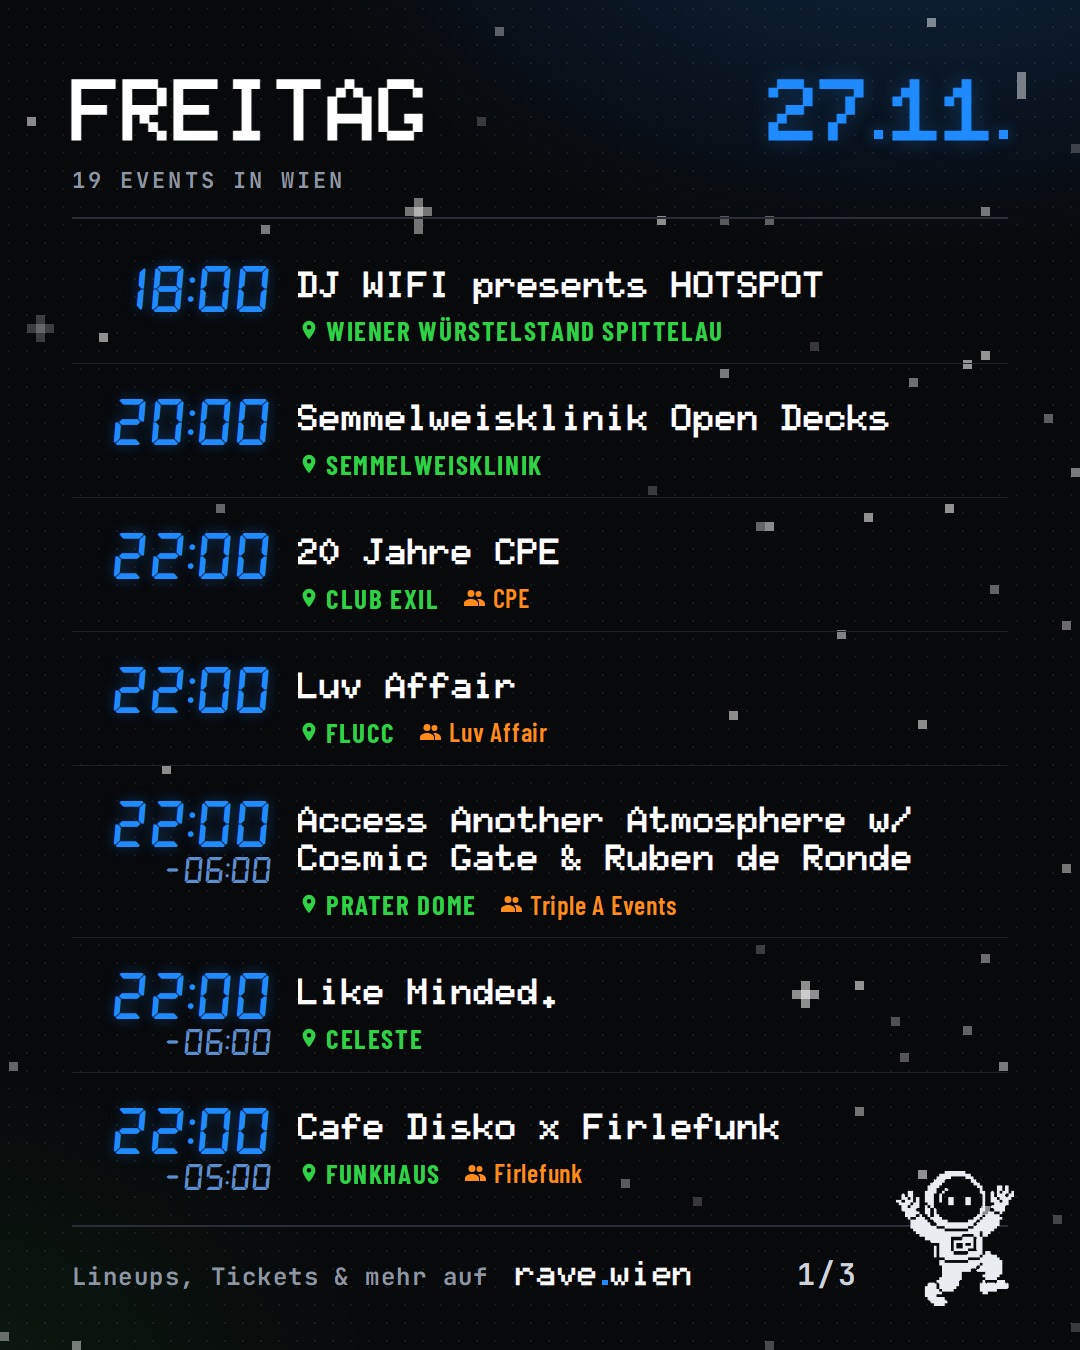 FREITAG 27.11.
19 EVENTS IN WIEN
18:00 DJ WIFI presents HOTSPOT
WIENER WÜRSTELSTAND SPITTELAU
20:00 Semmelweisklinik Open Decks
SEMMELWEISKLINIK
22:00 20 Jahre CPE
CLUB EXIL CPE
22:00 Luv Affair
FLUCC Luv Affair
22:00 Access Another Atmosphere w/
-06:00 Cosmic Gate & Ruben de Ronde
PRATER DOME Triple A Events
22:00 Like Minded.
-06:00 CELESTE
22:00 Cafe Disko x Firlefunk
-05:00 FUNKHAUS Firlefunk
Lineups, Tickets & mehr auf rave.wien 1/3